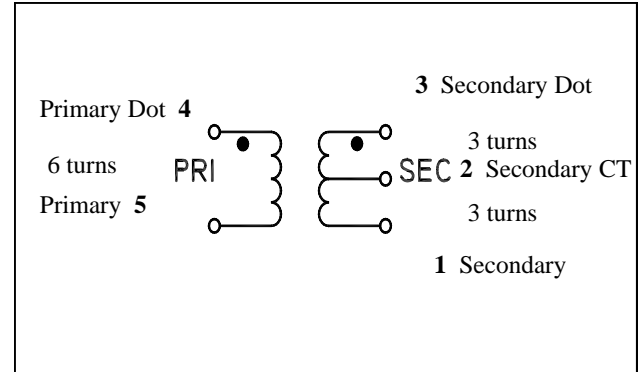 3 Secondary Dot
Primary Dot 4
3 turns
6 turns
PRI
SEC 2 Secondary CT
Primary 5
3 turns
1 Secondary